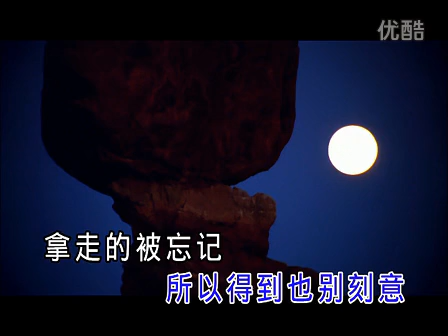 优酷
拿走的被忘记
所以得到也别刻意